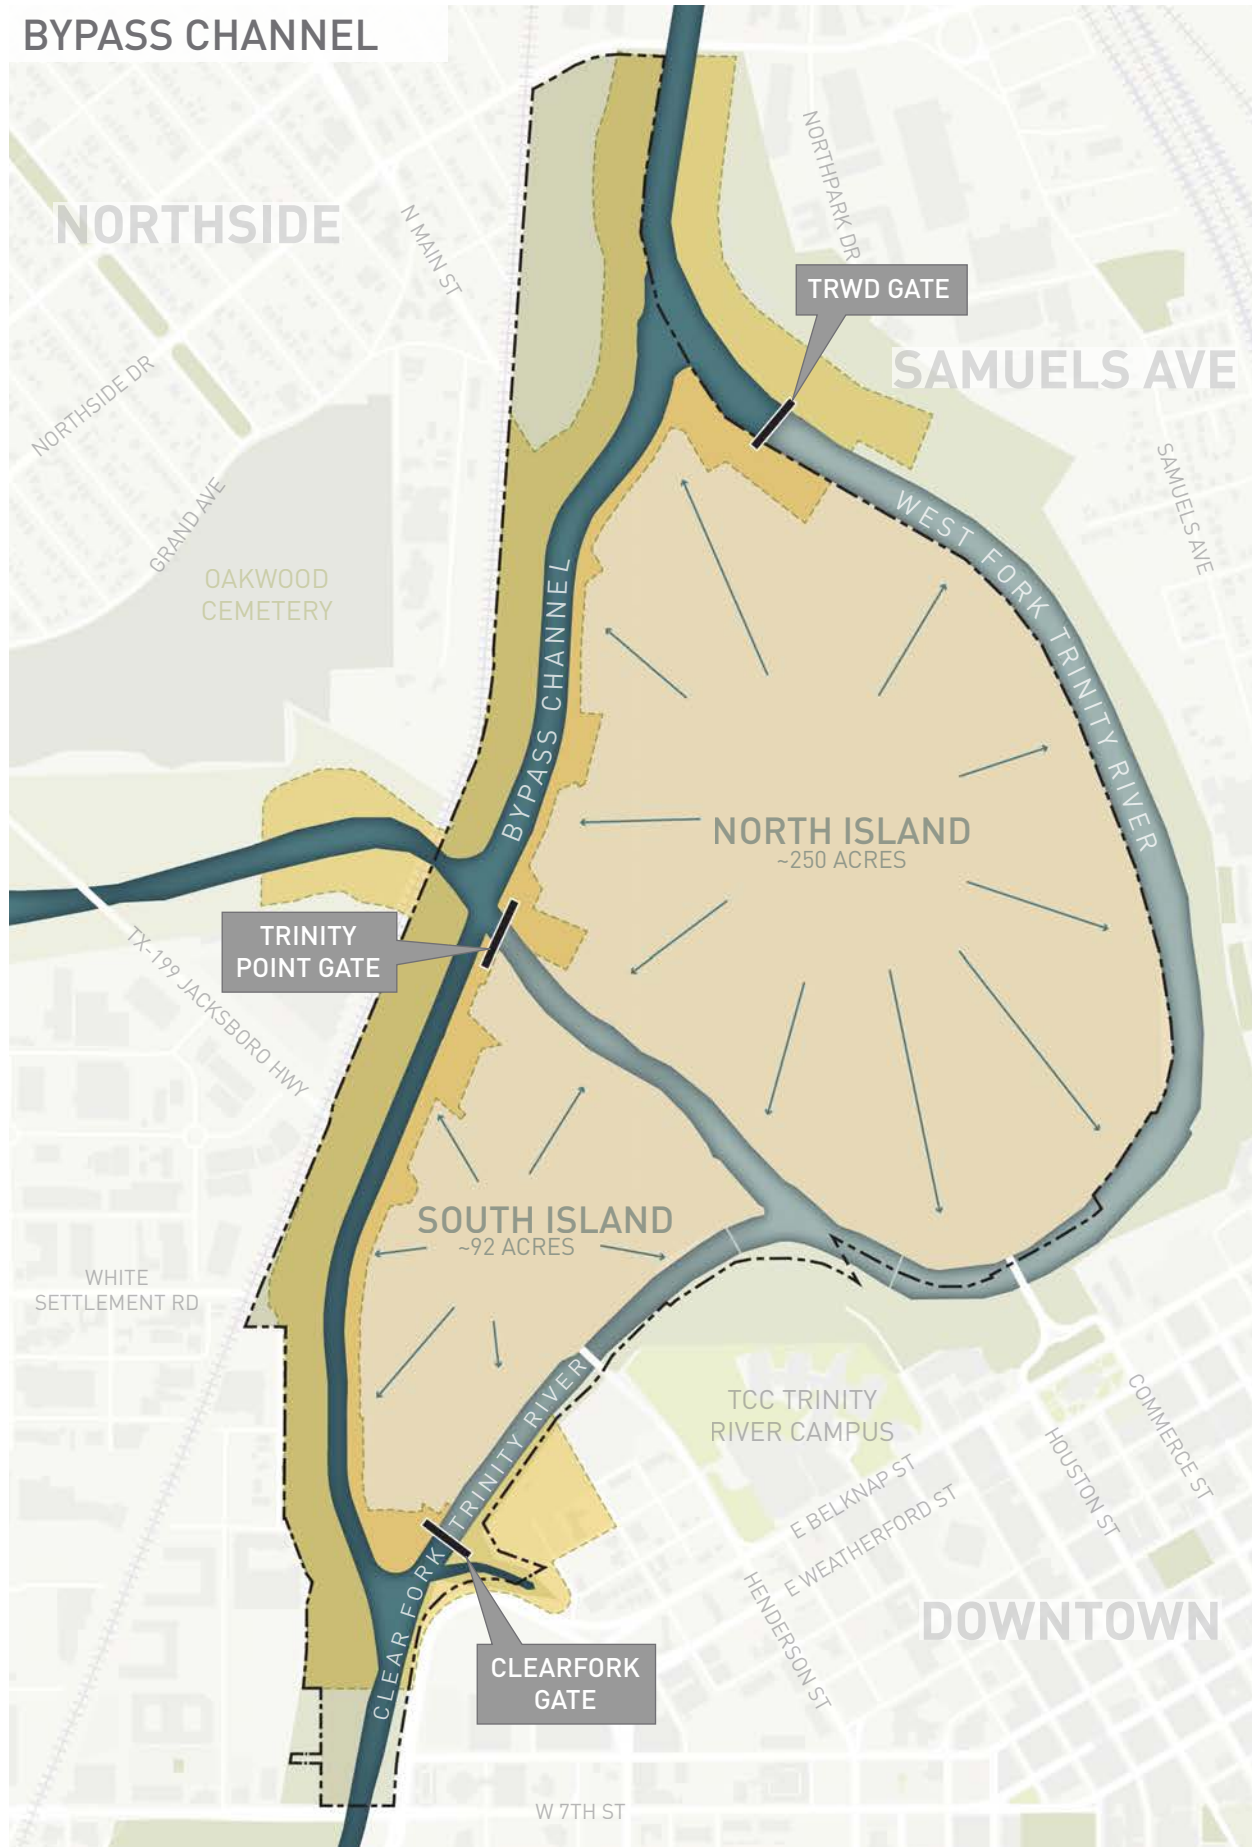 BYPASS CHANNEL
NORTHSIDE
N MAIN ST
NORTHPARK DR
TRWD GATE
SAMUELS AVE
NORTHSIDE DR
GRAND AVE
SAMUELS AVE
WEST FORK TRINITY RIVER
OAKWOOD
CEMETERY
BYPASS CHANNEL
NORTH ISLAND
~250 ACRES
TRINITY
POINT GATE
TX-199 JACKSBORO HWY
SOUTH ISLAND
~92 ACRES
WHITE
SETTLEMENT RD
TCC TRINITY
RIVER CAMPUS
COMMERCE ST
HOUSTON ST
E BELKNAP ST
E WEATHERFORD ST
HENDERSON ST
CLEAR FORK TRINITY RIVER
DOWNTOWN
CLEARFORK
GATE
W 7TH ST